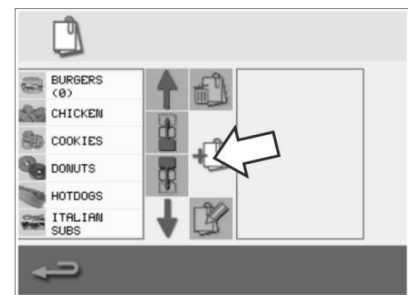 BURGERS
(0)
CHICKEN
COOKIES
DONUTS
HOTDOGS
ITALIAN
SUBS